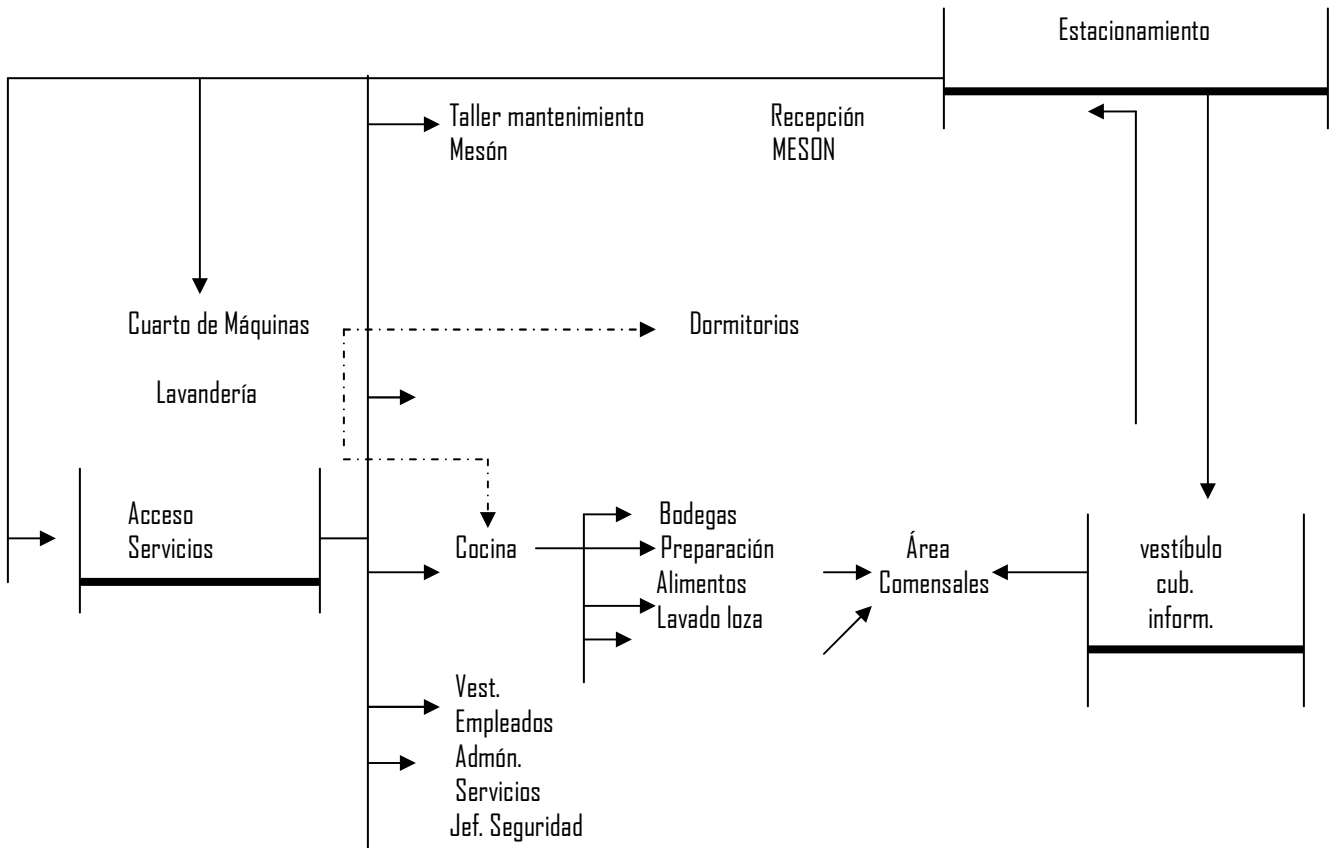 Estacionamiento
Taller mantenimiento
Mesón
Recepción
MESON
Cuarto de Máquinas
Dormitorios
Lavandería
Acceso
Servicios
Cocina
Bodegas
Preparación
Alimentos
Lavado loza
Área
Comensales
vestíbulo
cub.
inform.
Vest.
Empleados
Admón.
Servicios
Jef. Seguridad